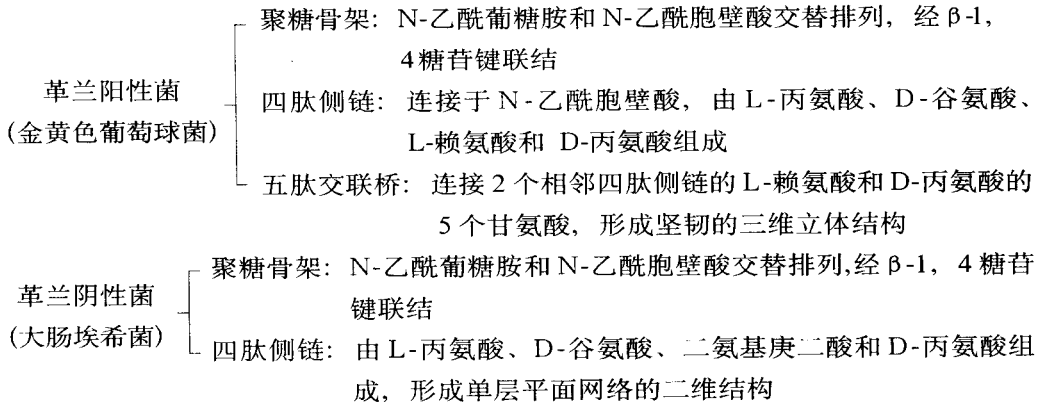 聚糖骨架：N-乙酰葡糖胺和N-乙酰胞壁酸交替排列，经β-1，
4糖苷键联结
革兰阳性菌
(金黄色葡萄球菌)
四肽侧链：连接于N-乙酰胞壁酸，由L-丙氨酸、D-谷氨酸、
L-赖氨酸和 D-丙氨酸组成
五肽交联桥：连接2个相邻四肽侧链的L-赖氨酸和D-丙氨酸的
5个甘氨酸，形成坚韧的三维立体结构
聚糖骨架：N-乙酰葡糖胺和N-乙酰胞壁酸交替排列,经β-1，4糖苷
键联结
革兰阴性菌
(大肠埃希菌)
四肽侧链：由L-丙氨酸、D-谷氨酸、二氨基庚二酸和D-丙氨酸组
成，形成单层平面网络的二维结构